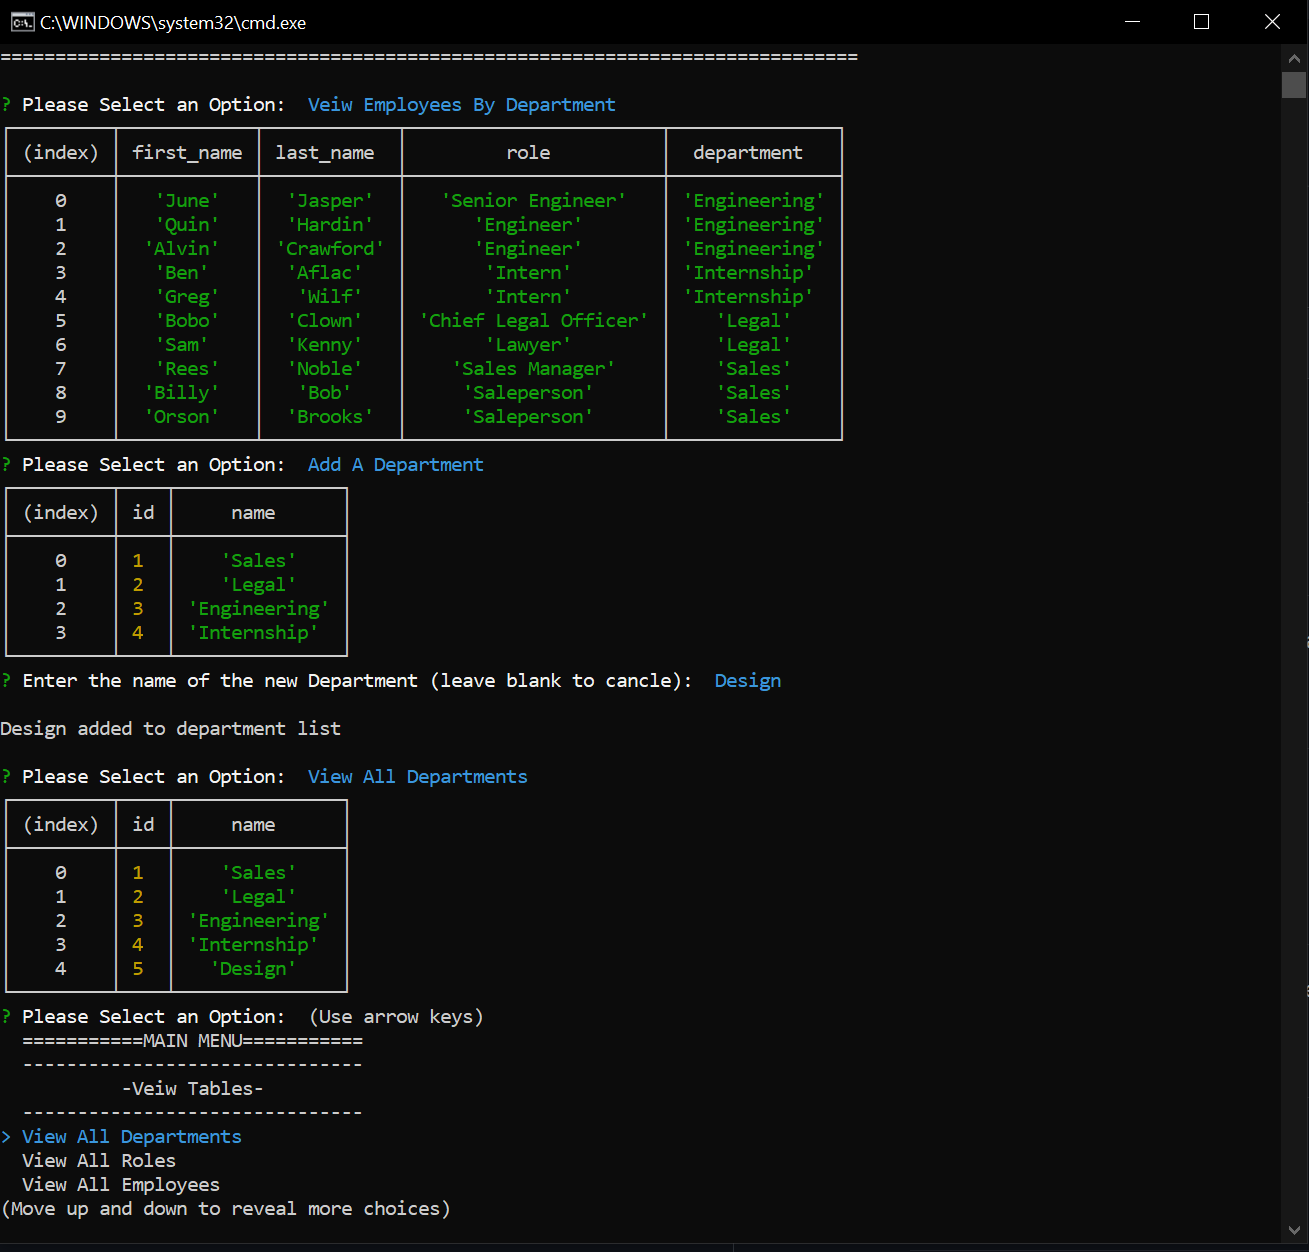 C:\WINDOWS\system32\cmd.exe
==============================================================================
? Please Select an Option:  Veiw Employees By Department
(index) first_name last_name role department
0 'June' 'Jasper' 'Senior Engineer' 'Engineering'
1 'Quin' 'Hardin' 'Engineer' 'Engineering'
2 'Alvin' 'Crawford' 'Engineer' 'Engineering'
3 'Ben' 'Aflac' 'Intern' 'Internship'
4 'Greg' 'Wilf' 'Intern' 'Internship'
5 'Bobo' 'Clown' 'Chief Legal Officer' 'Legal'
6 'Sam' 'Kenny' 'Lawyer' 'Legal'
7 'Rees' 'Noble' 'Sales Manager' 'Sales'
8 'Billy' 'Bob' 'Saleperson' 'Sales'
9 'Orson' 'Brooks' 'Saleperson' 'Sales'
? Please Select an Option:  Add A Department
(index) id name
0 1 'Sales'
1 2 'Legal'
2 3 'Engineering'
3 4 'Internship'
? Enter the name of the new Department (leave blank to cancle):  Design
Design added to department list
? Please Select an Option:  View All Departments
(index) id name
0 1 'Sales'
1 2 'Legal'
2 3 'Engineering'
3 4 'Internship'
4 5 'Design'
? Please Select an Option:  (Use arrow keys)
===========MAIN MENU===========
-------------------------------
-Veiw Tables-
-------------------------------
> View All Departments
View All Roles
View All Employees
(Move up and down to reveal more choices)